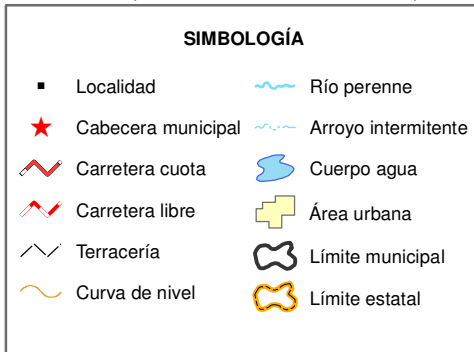 SIMBOLOGÍA
Localidad
Cabecera municipal
Carretera cuota
Carretera libre
Terracería
Curva de nivel
Río perenne
Arroyo intermitente
Cuerpo agua
Área urbana
Límite municipal
Límite estatal